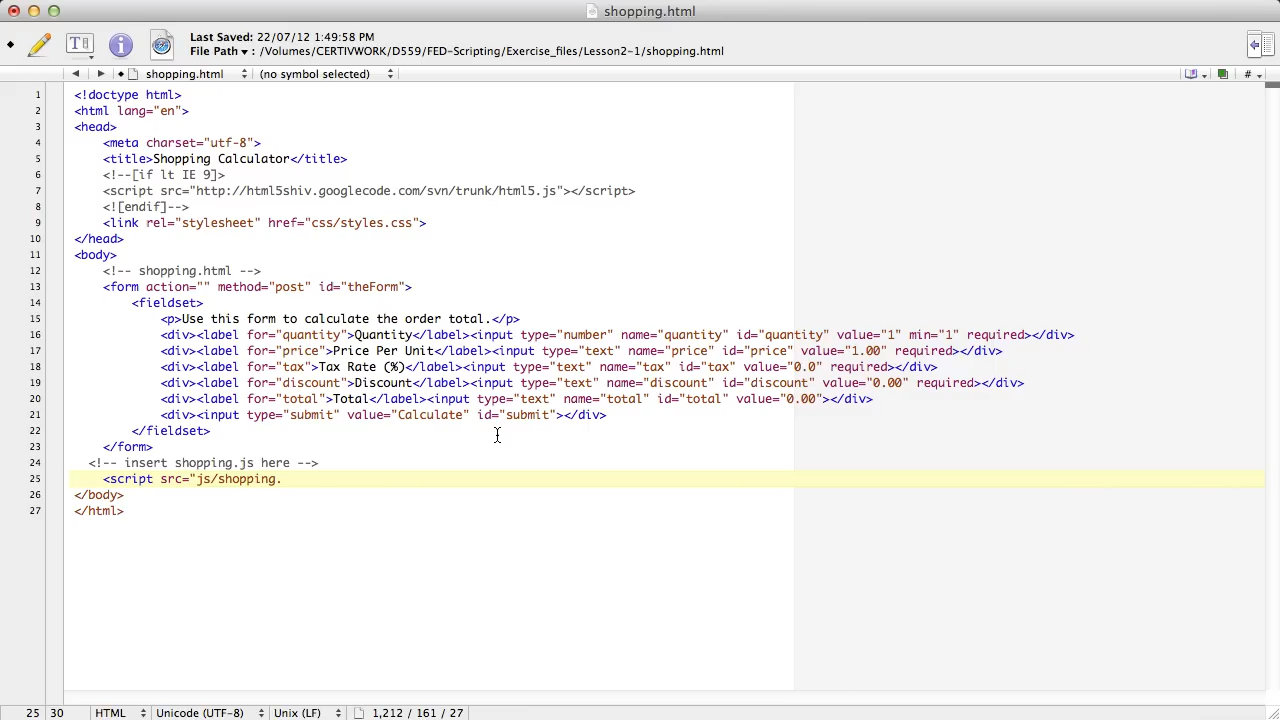 shopping.html
Last Saved: 22/07/12 1:49:58 PM
File Path ▾ : /Volumes/CERTIVWORK/D559/FED-Scripting/Exercise_files/Lesson2-1/shopping.html
shopping.html (no symbol selected) #
1 <!doctype html>
2 <html lang="en">
3 <head>
4 <meta charset="utf-8">
5 <title>Shopping Calculator</title>
6 <!--[if lt IE 9]>
7 <script src="http://html5shiv.googlecode.com/svn/trunk/html5.js"></script>
8 <![endif]-->
9 <link rel="stylesheet" href="css/styles.css">
10 </head>
11 <body>
12 <!-- shopping.html -->
13 <form action="" method="post" id="theForm">
14 <fieldset>
15 <p>Use this form to calculate the order total.</p>
16 <div><label for="quantity">Quantity</label><input type="number" name="quantity" id="quantity" value="1" min="1" required></div>
17 <div><label for="price">Price Per Unit</label><input type="text" name="price" id="price" value="1.00" required></div>
18 <div><label for="tax">Tax Rate (%)</label><input type="text" name="tax" id="tax" value="0.0" required></div>
19 <div><label for="discount">Discount</label><input type="text" name="discount" id="discount" value="0.00" required></div>
20 <div><label for="total">Total</label><input type="text" name="total" id="total" value="0.00"></div>
21 <div><input type="submit" value="Calculate" id="submit"></div>
22 </fieldset>
23 </form>
24 <!-- insert shopping.js here -->
25 <script src="js/shopping.
26 </body>
27 </html>
25 30 HTML Unicode (UTF-8) Unix (LF) 1,212 / 161 / 27